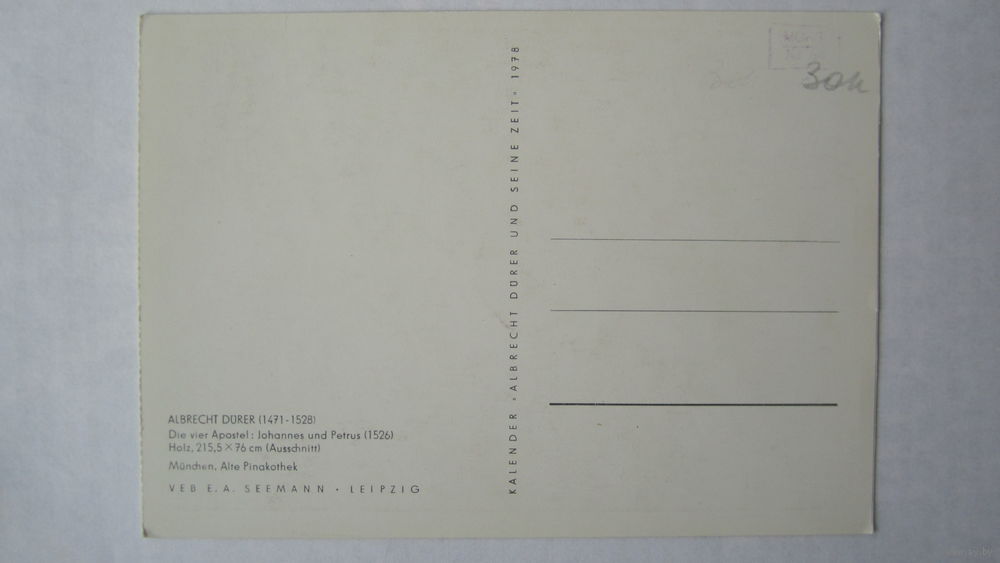 ALBRECHT DÜRER (1471-1528)
Die vier Apostel: Johannes und Petrus (1526)
Holz, 215,5 × 76 cm (Ausschnitt)
München, Alte Pinakothek
VEB E. A. SEEMANN · LEIPZIG
KALENDER »ALBRECHT DÜRER UND SEINE ZEIT« 1978
30к